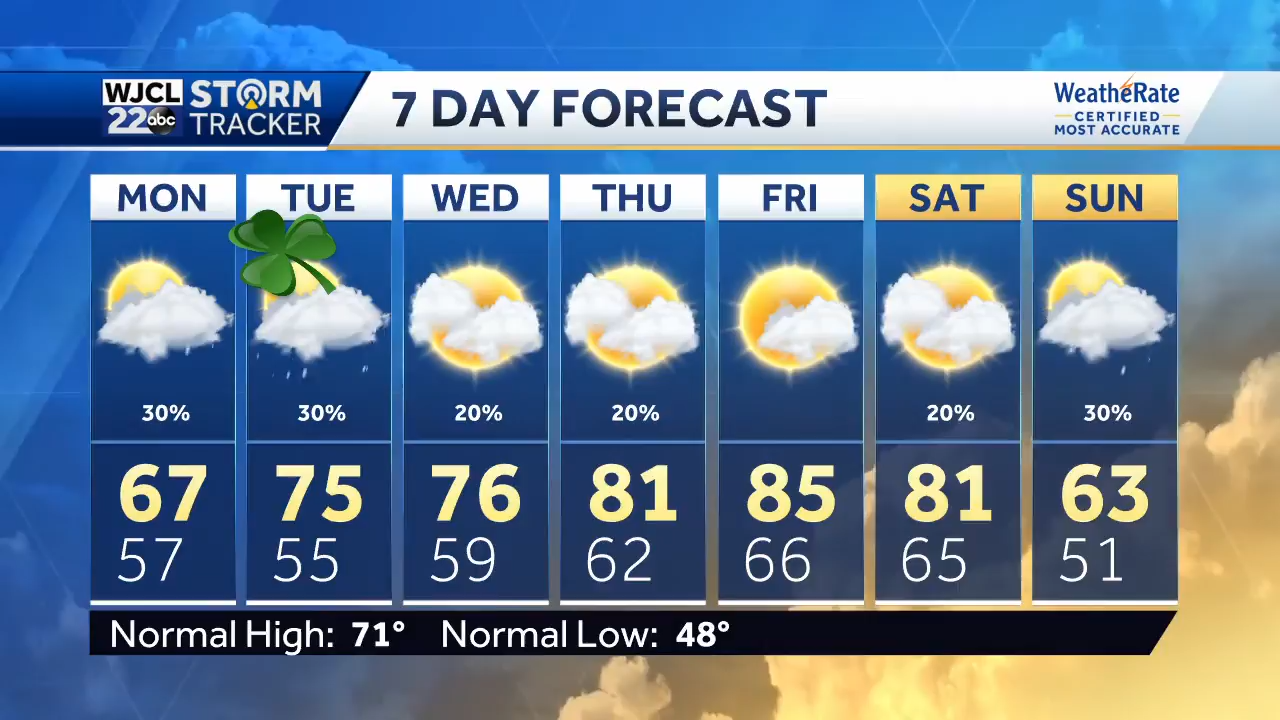 WJCL
22 abc
STORM
TRACKER
7 DAY FORECAST
WeatheRate
CERTIFIED
MOST ACCURATE
MON TUE WED THU FRI SAT SUN
30% 30% 20% 20% 20% 30%
67 75 76 81 85 81 63
57 55 59 62 66 65 51
Normal High: 71° Normal Low: 48°